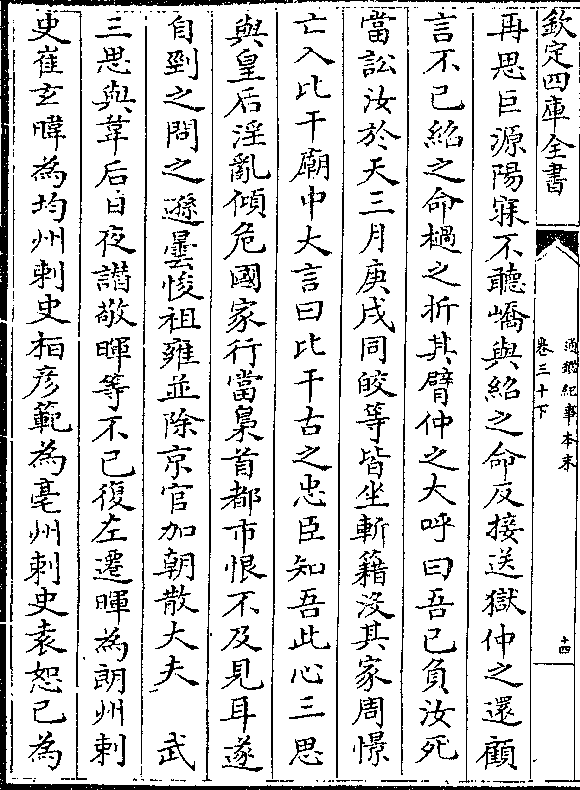 欽定四庫全書
通鑑紀事本末
卷三十下
十四
再思巨源陽寐不聽嶠與紹之命反接送獄仲之還顧
言不已紹之命檛之折其臂仲之大呼曰吾已負汝死
當訟汝於天三月庚戌同皎等皆坐斬籍沒其家周憬
亡入比干廟中大言曰比干古之忠臣知吾此心三思
與皇后淫亂傾危國家行當梟首都市恨不及見耳遂
自剄之問之遜曇悛祖雍並除京官加朝散大夫　武
三思與韋后日夜譖敬暉等不已復左遷暉為朗州刺
史崔玄暐為均州刺史桓彦範為亳州刺史袁恕已為